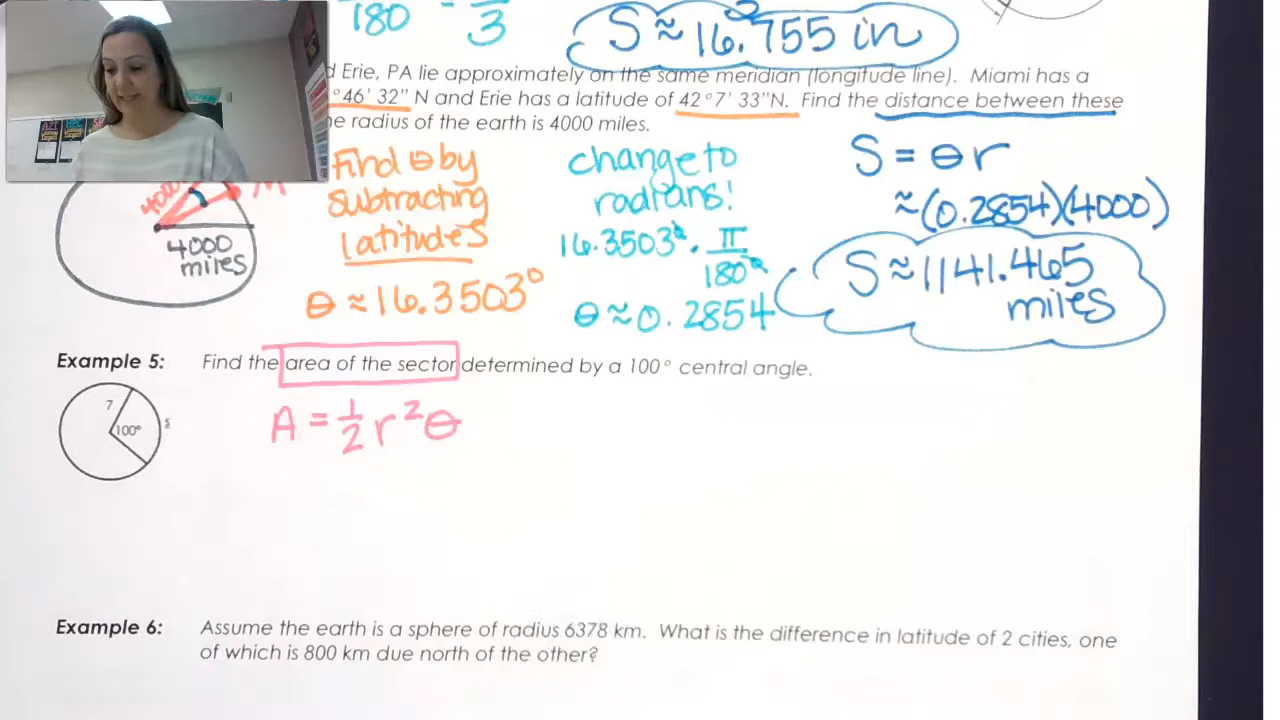 180 = 3
S ≈ 16.755 in
d Erie, PA lie approximately on the same meridian (longitude line). Miami has a
°46' 32" N and Erie has a latitude of 42°7' 33"N. Find the distance between these
e radius of the earth is 4000 miles.
Find θ by
subtracting
latitudes
θ ≈ 16.3503°
change to
radians!
16.3503° · π
180°
θ ≈ 0.2854
S = θr
≈ (0.2854)(4000)
S ≈ 1141.465
miles
4000
4000
miles
Example 5: Find the area of the sector determined by a 100° central angle.
7
100°
s
A = 1/2 r²θ
Example 6: Assume the earth is a sphere of radius 6378 km. What is the difference in latitude of 2 cities, one
of which is 800 km due north of the other?